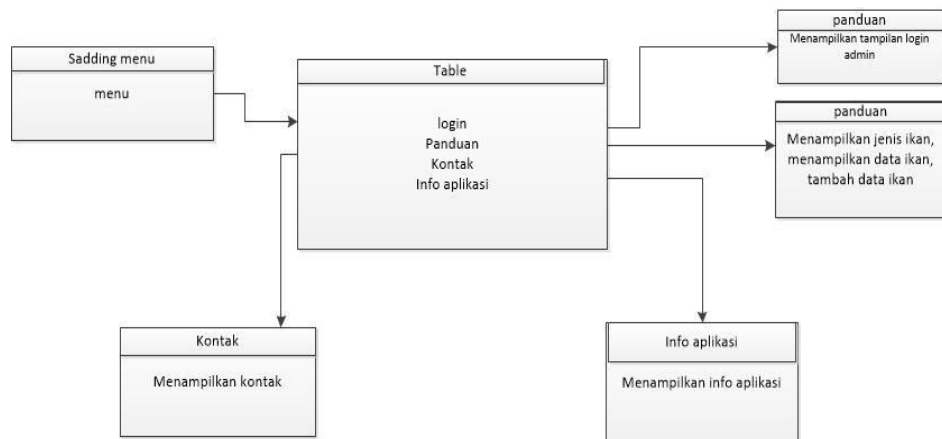 Sadding menu
menu
Table
login
Panduan
Kontak
Info aplikasi
panduan
Menampilkan tampilan login
admin
panduan
Menampilkan jenis ikan,
menampilkan data ikan,
tambah data ikan
Kontak
Menampilkan kontak
Info aplikasi
Menampilkan info aplikasi